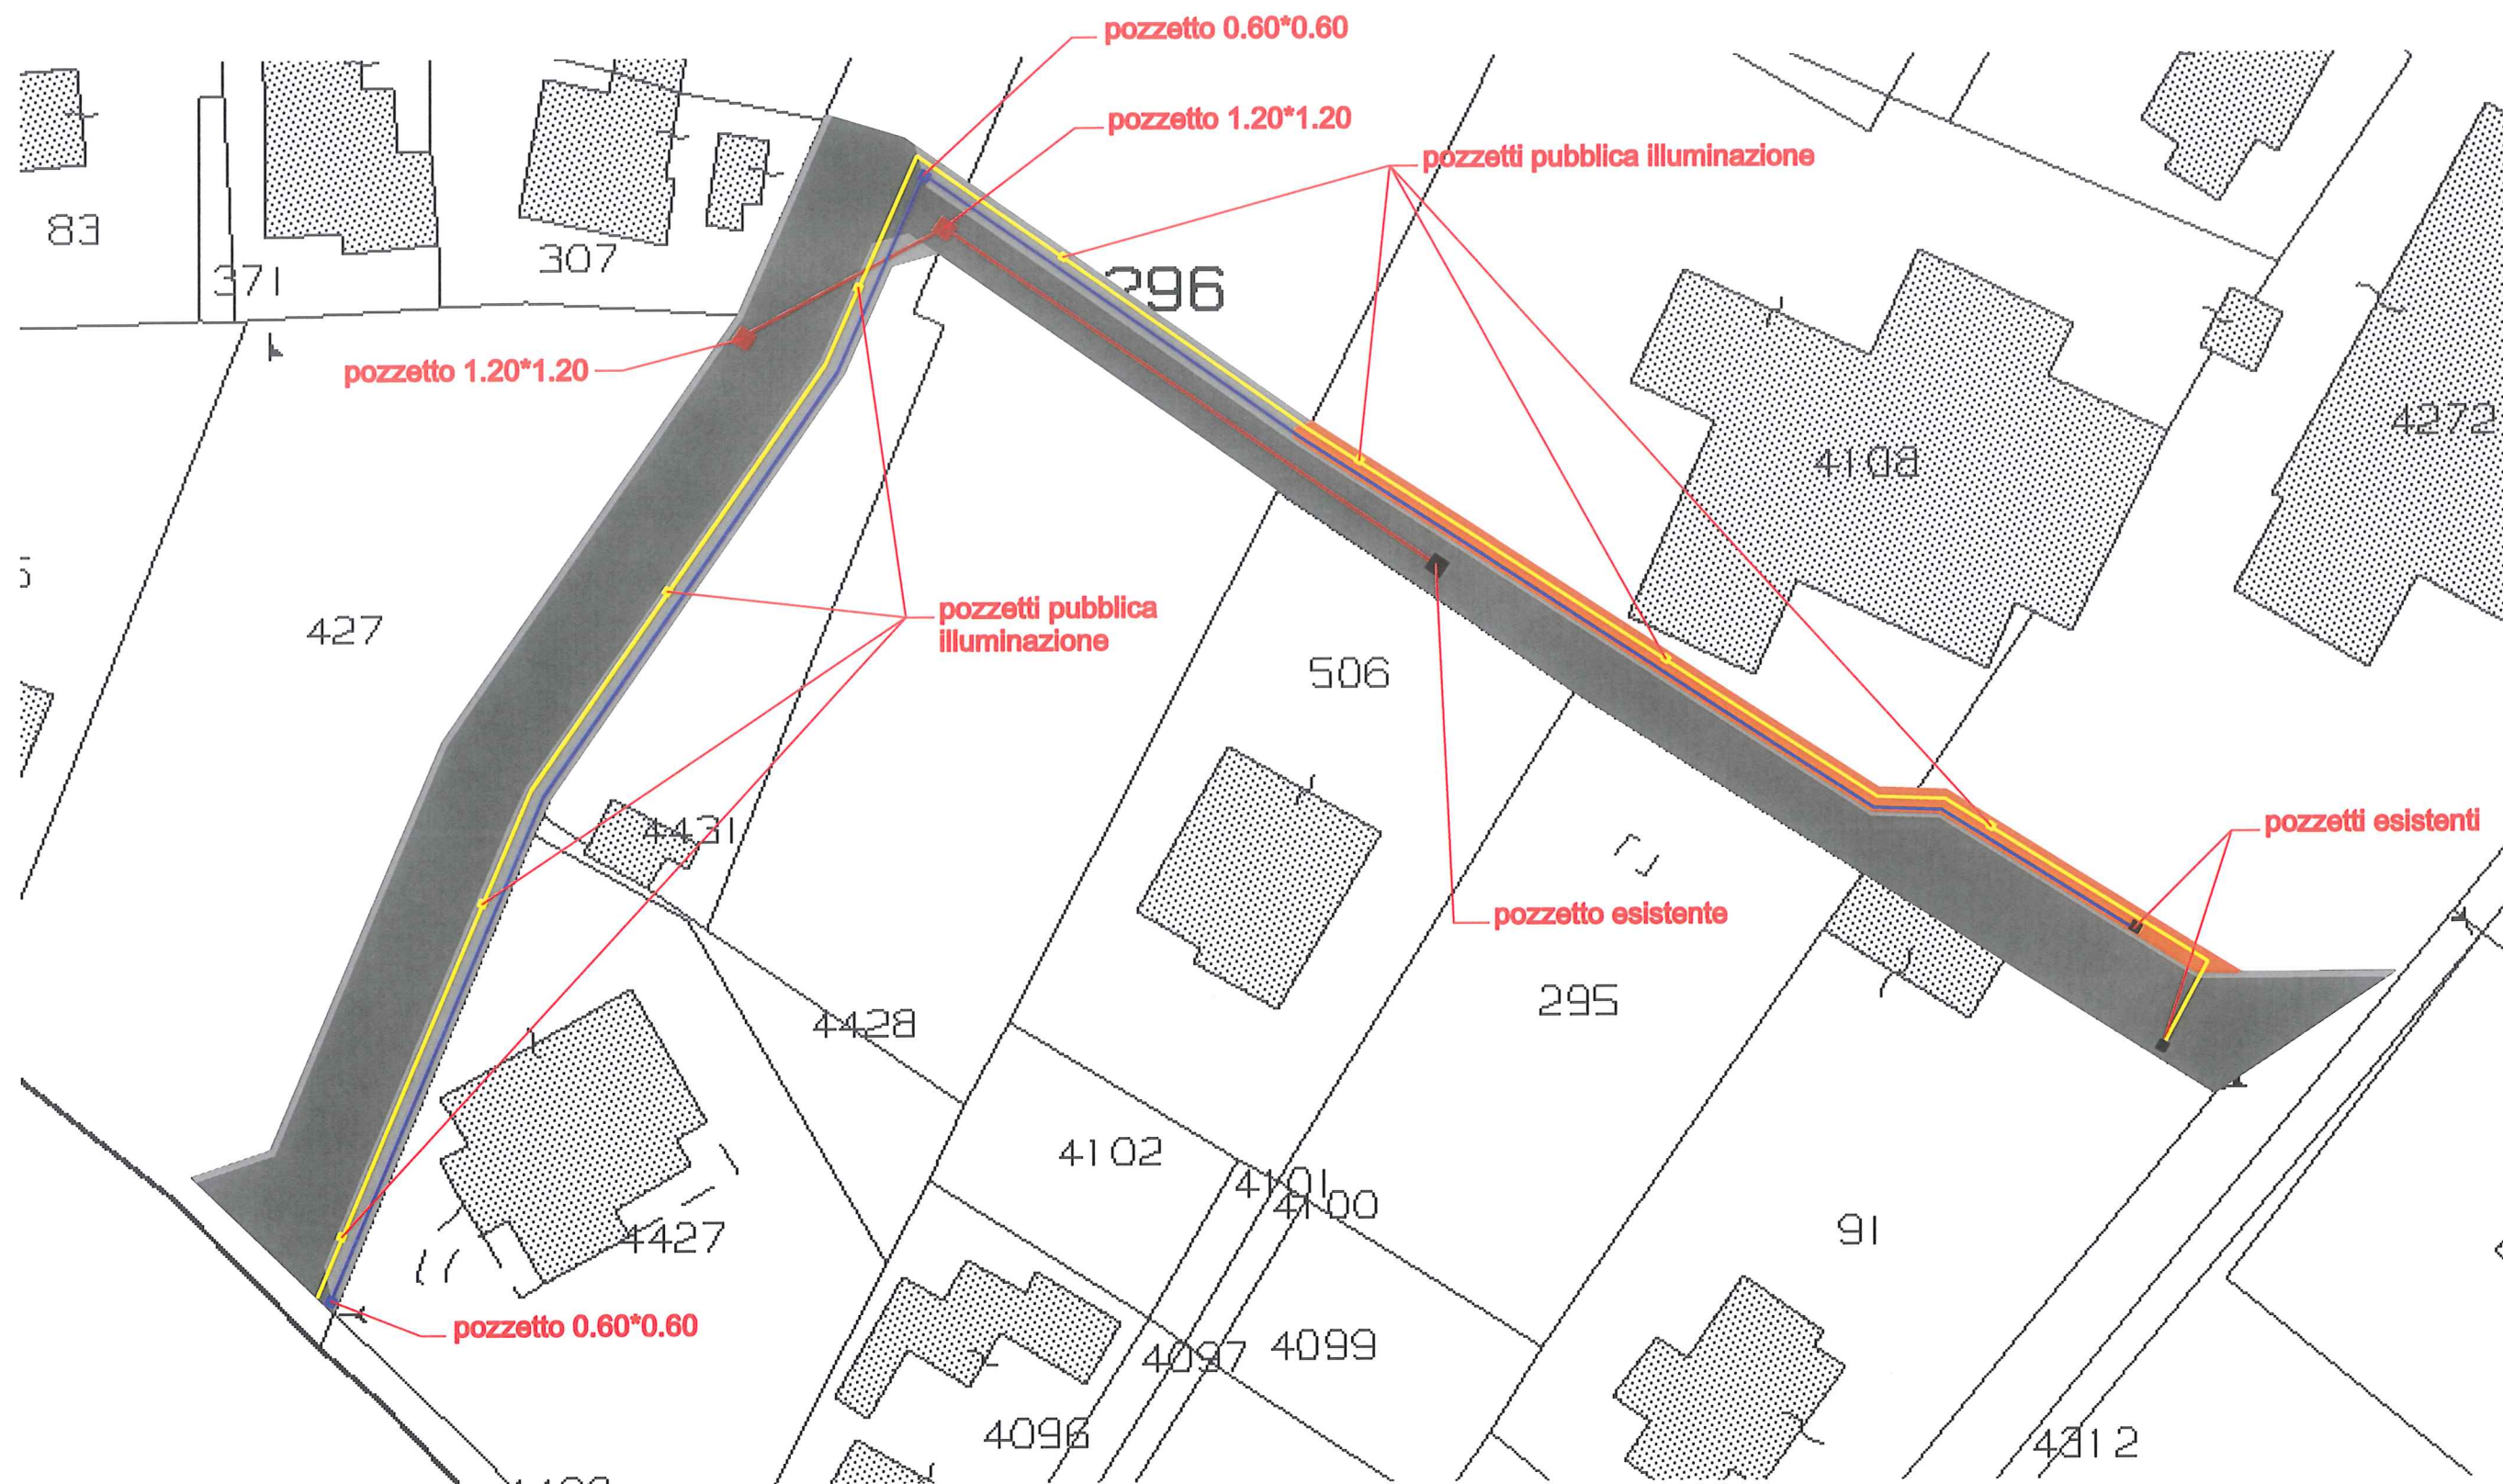 pozzetto 0.60*0.60
pozzetto 1.20*1.20
pozzetti pubblica illuminazione
83
371
307
296
pozzetto 1.20*1.20
4108
4272
427
pozzetti pubblica
illuminazione
506
4431
pozzetti esistenti
pozzetto esistente
295
4428
4102
4101
4100
91
4427
pozzetto 0.60*0.60
4097
4099
4096
4312